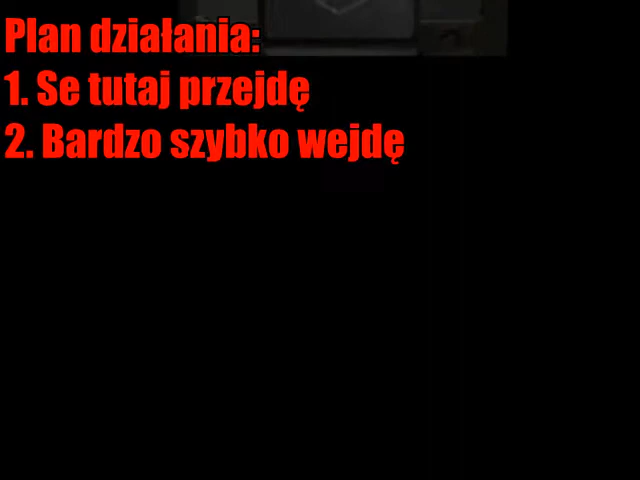 Plan działania:
1. Se tutaj przejdę
2. Bardzo szybko wejdę